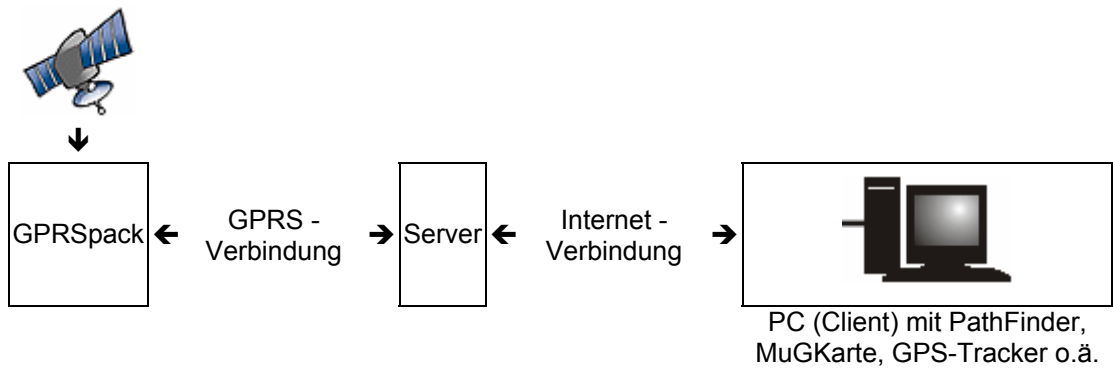 GPRSpack
GPRS -
Verbindung
Server
Internet -
Verbindung
PC (Client) mit PathFinder,
MuGKarte, GPS-Tracker o.ä.